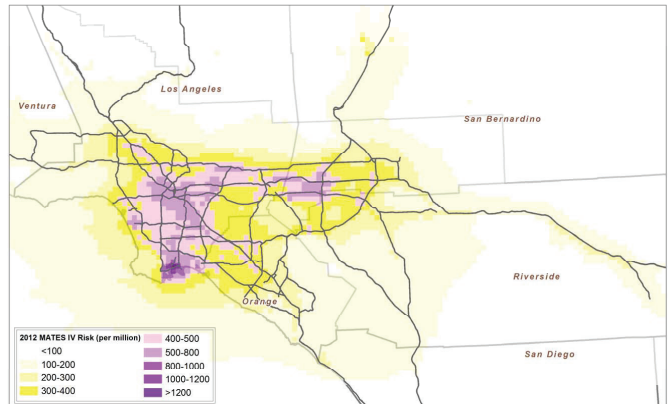 Los Angeles
Ventura
San Bernardino
Riverside
Orange
San Diego
2012 MATES IV Risk (per million)
<100
100-200
200-300
300-400
400-500
500-800
800-1000
1000-1200
>1200